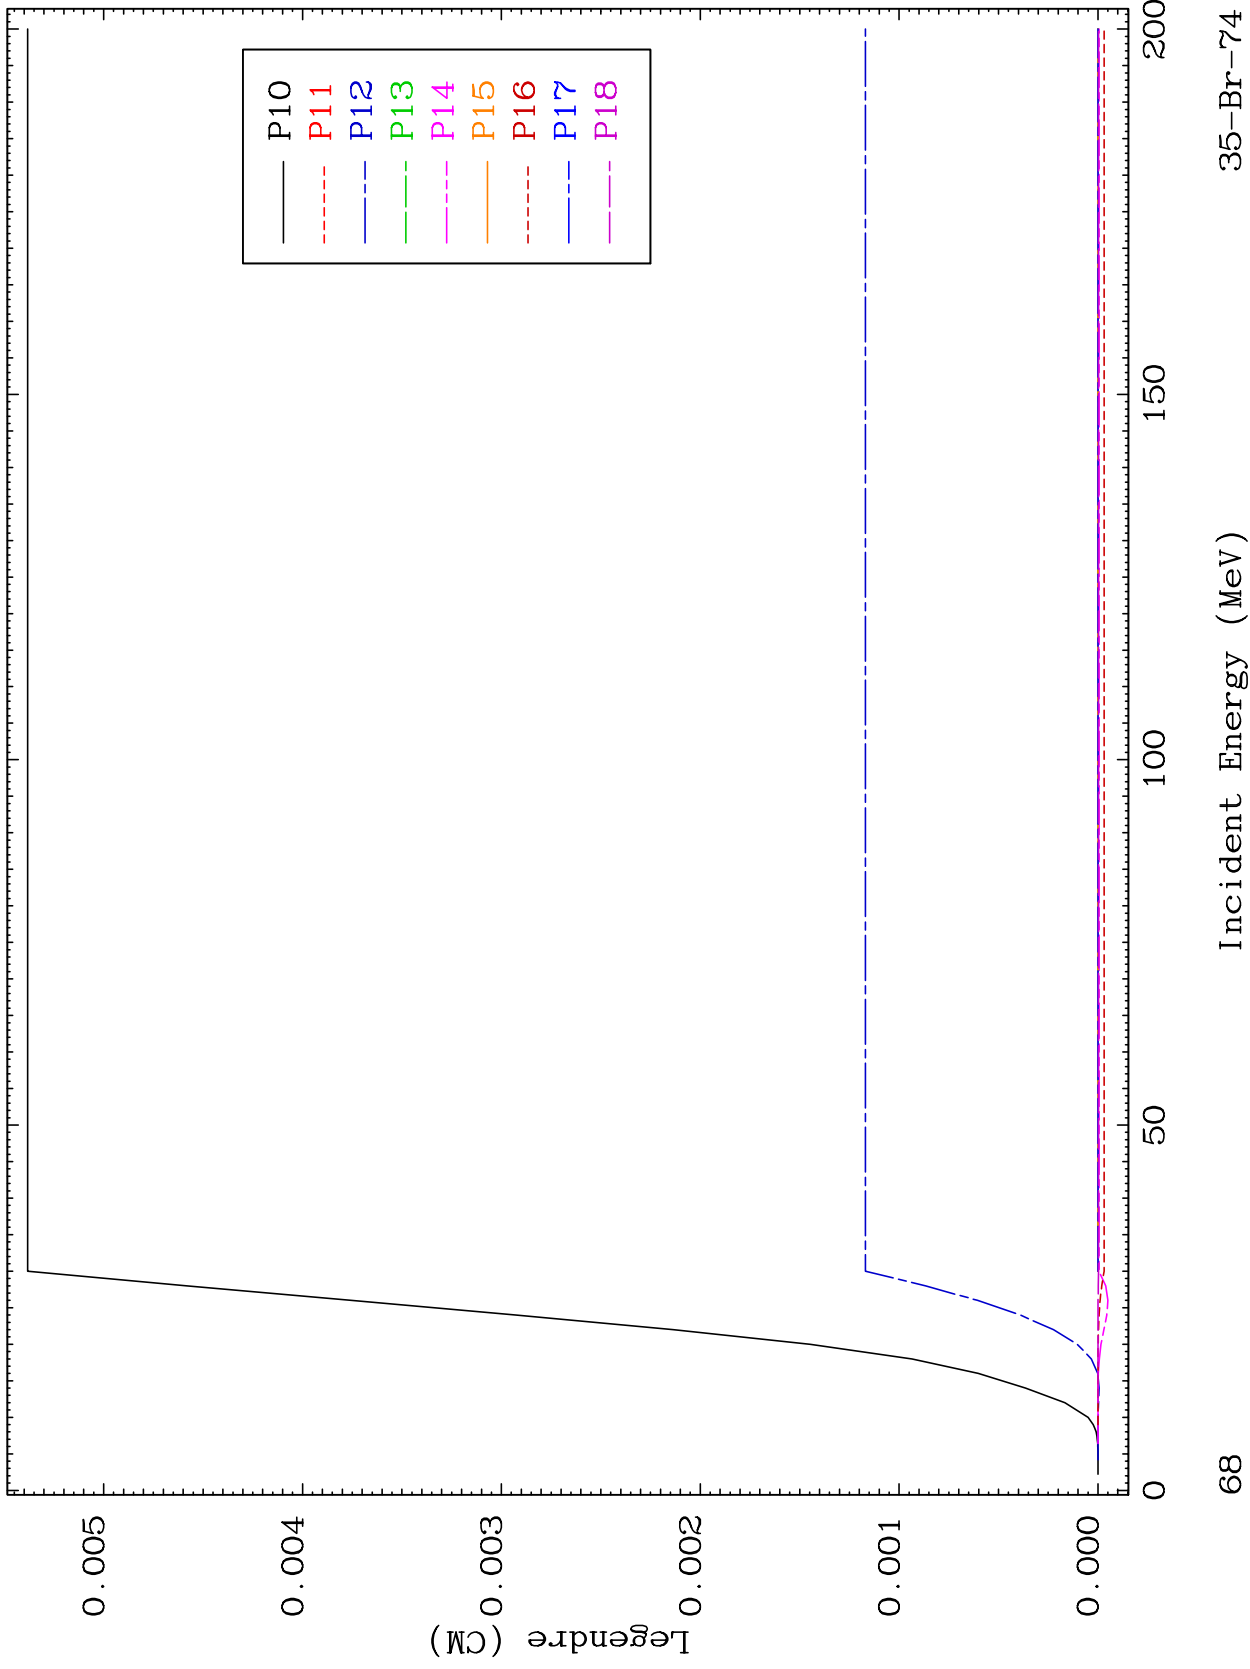 Legendre (CM)
0.005
0.004
0.003
0.002
0.001
0.000
P10
P11
P12
P13
P14
P15
P16
P17
P18
0
50
100
150
200
68
Incident Energy (MeV)
35-Br-74